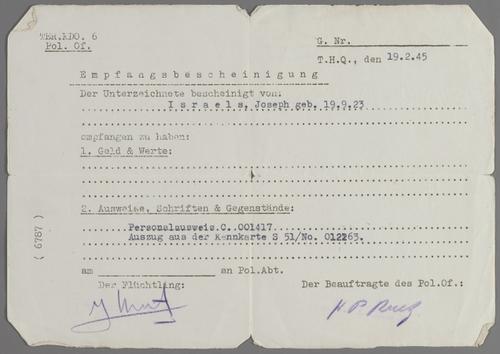 TER.KDO. 6
Pol. Of.
G. Nr.
T.H.Q., den 19.2.45
Empfangsbescheinigung
Der Unterzeichnete bescheinigt von:
Israels, Joseph geb. 19.9.23
empfangen zu haben:
1. Geld & Werte:
2. Ausweise, Schriften & Gegenstände:
Personalausweis C. 001417
Auszug aus der Kennkarte S 51/No. 012263.
( 6787 )
am an Pol.Abt.
Der Flüchtling:
Der Beauftragte des Pol.Of.: